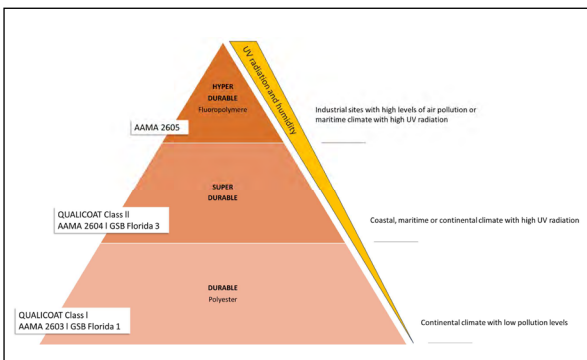 HYPER
DURABLE
Fluoropolymere
UV radiation and humidity
Industrial sites with high levels of air pollution or
maritime climate with high UV radiation
AAMA 2605
SUPER
DURABLE
QUALICOAT Class II
AAMA 2604 I GSB Florida 3
Coastal, maritime or continental climate with high UV radiation
DURABLE
Polyester
QUALICOAT Class I
AAMA 2603 I GSB Florida 1
Continental climate with low pollution levels